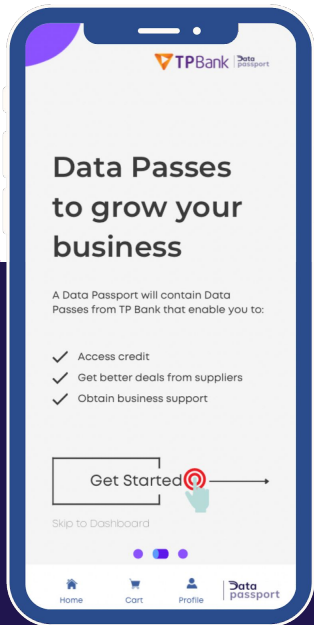 TPBank Data passport
Data Passes
to grow your
business
A Data Passport will contain Data
Passes from TP Bank that enable you to:
Access credit
Get better deals from suppliers
Obtain business support
Get Started
Skip to Dashboard
Home Cart Profile Data passport